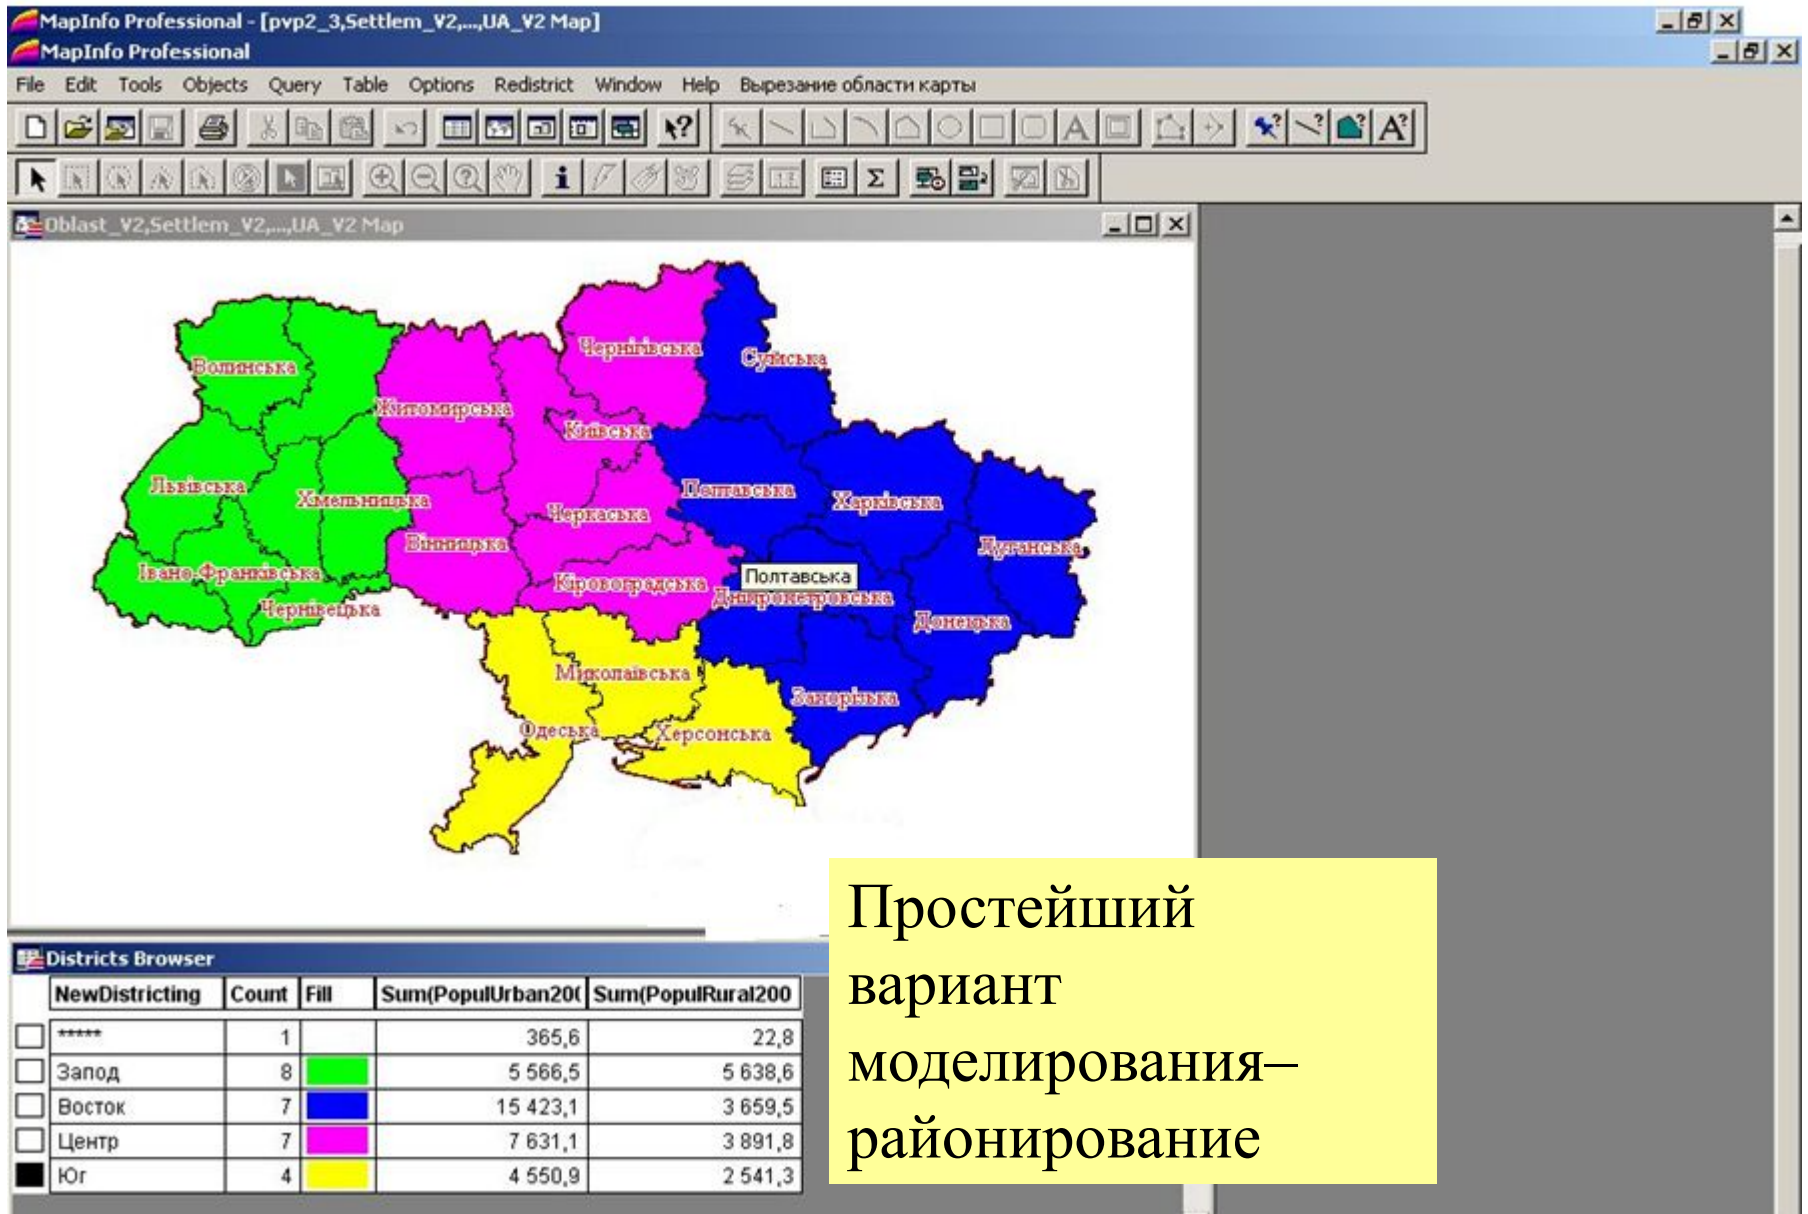 MapInfo Professional - [pvp2_3,Settlem_V2,...,UA_V2 Map]
MapInfo Professional
File Edit Tools Objects Query Table Options Redistrict Window Help Вырезание области карты
Oblast_V2,Settlem_V2,...,UA_V2 Map
Чернігівська
Сумська
Волинська
Житомирська
Київська
Львівська
Хмельницька
Полтавська
Харківська
Черкаська
Вінницька
Луганська
Івано-Франківська
Кіровоградська
Полтавська
Дніпропетровська
Чернівецька
Донецька
Миколаївська
Запорізька
Одеська
Херсонська
Простейший
вариант
моделирования–
районирование
Districts Browser
NewDistricting Count Fill Sum(PopulUrban20( Sum(PopulRural200
***** 1 365,6 22,8
Запод 8 5 566,5 5 638,6
Восток 7 15 423,1 3 659,5
Центр 7 7 631,1 3 891,8
Юг 4 4 550,9 2 541,3